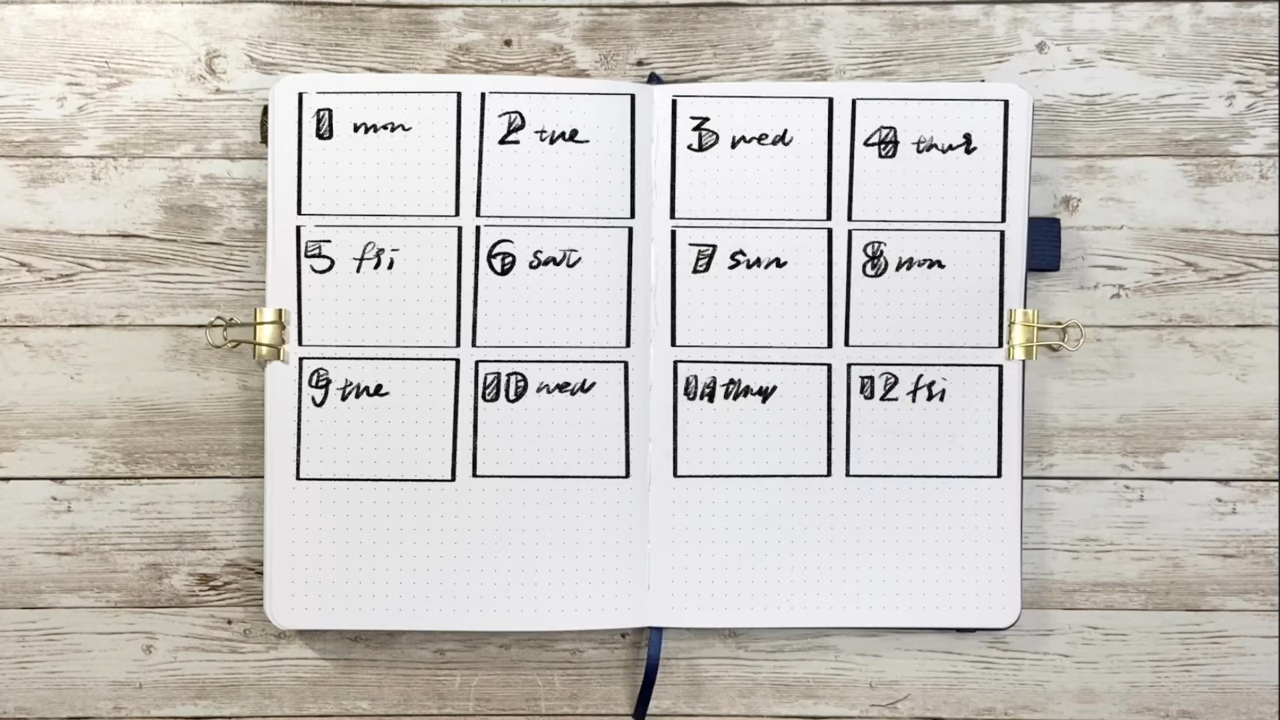 1 mon
2 tue
3 wed
4 thur
5 fri
6 sat
7 sun
8 mon
9 tue
10 wed
11 thur
12 fri